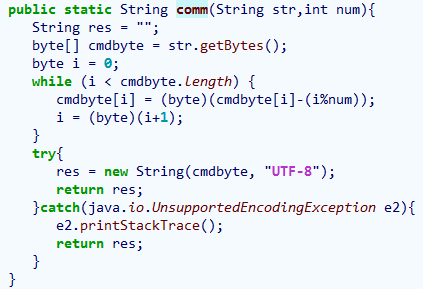 public static String comm(String str,int num){
    String res = "";
    byte[] cmdbyte = str.getBytes();
    byte i = 0;
    while (i < cmdbyte.length) {
        cmdbyte[i] = (byte)(cmdbyte[i]-(i%num));
        i = (byte)(i+1);
    }
    try{
        res = new String(cmdbyte, "UTF-8");
        return res;
    }catch(java.io.UnsupportedEncodingException e2){
        e2.printStackTrace();
        return res;
    }
}